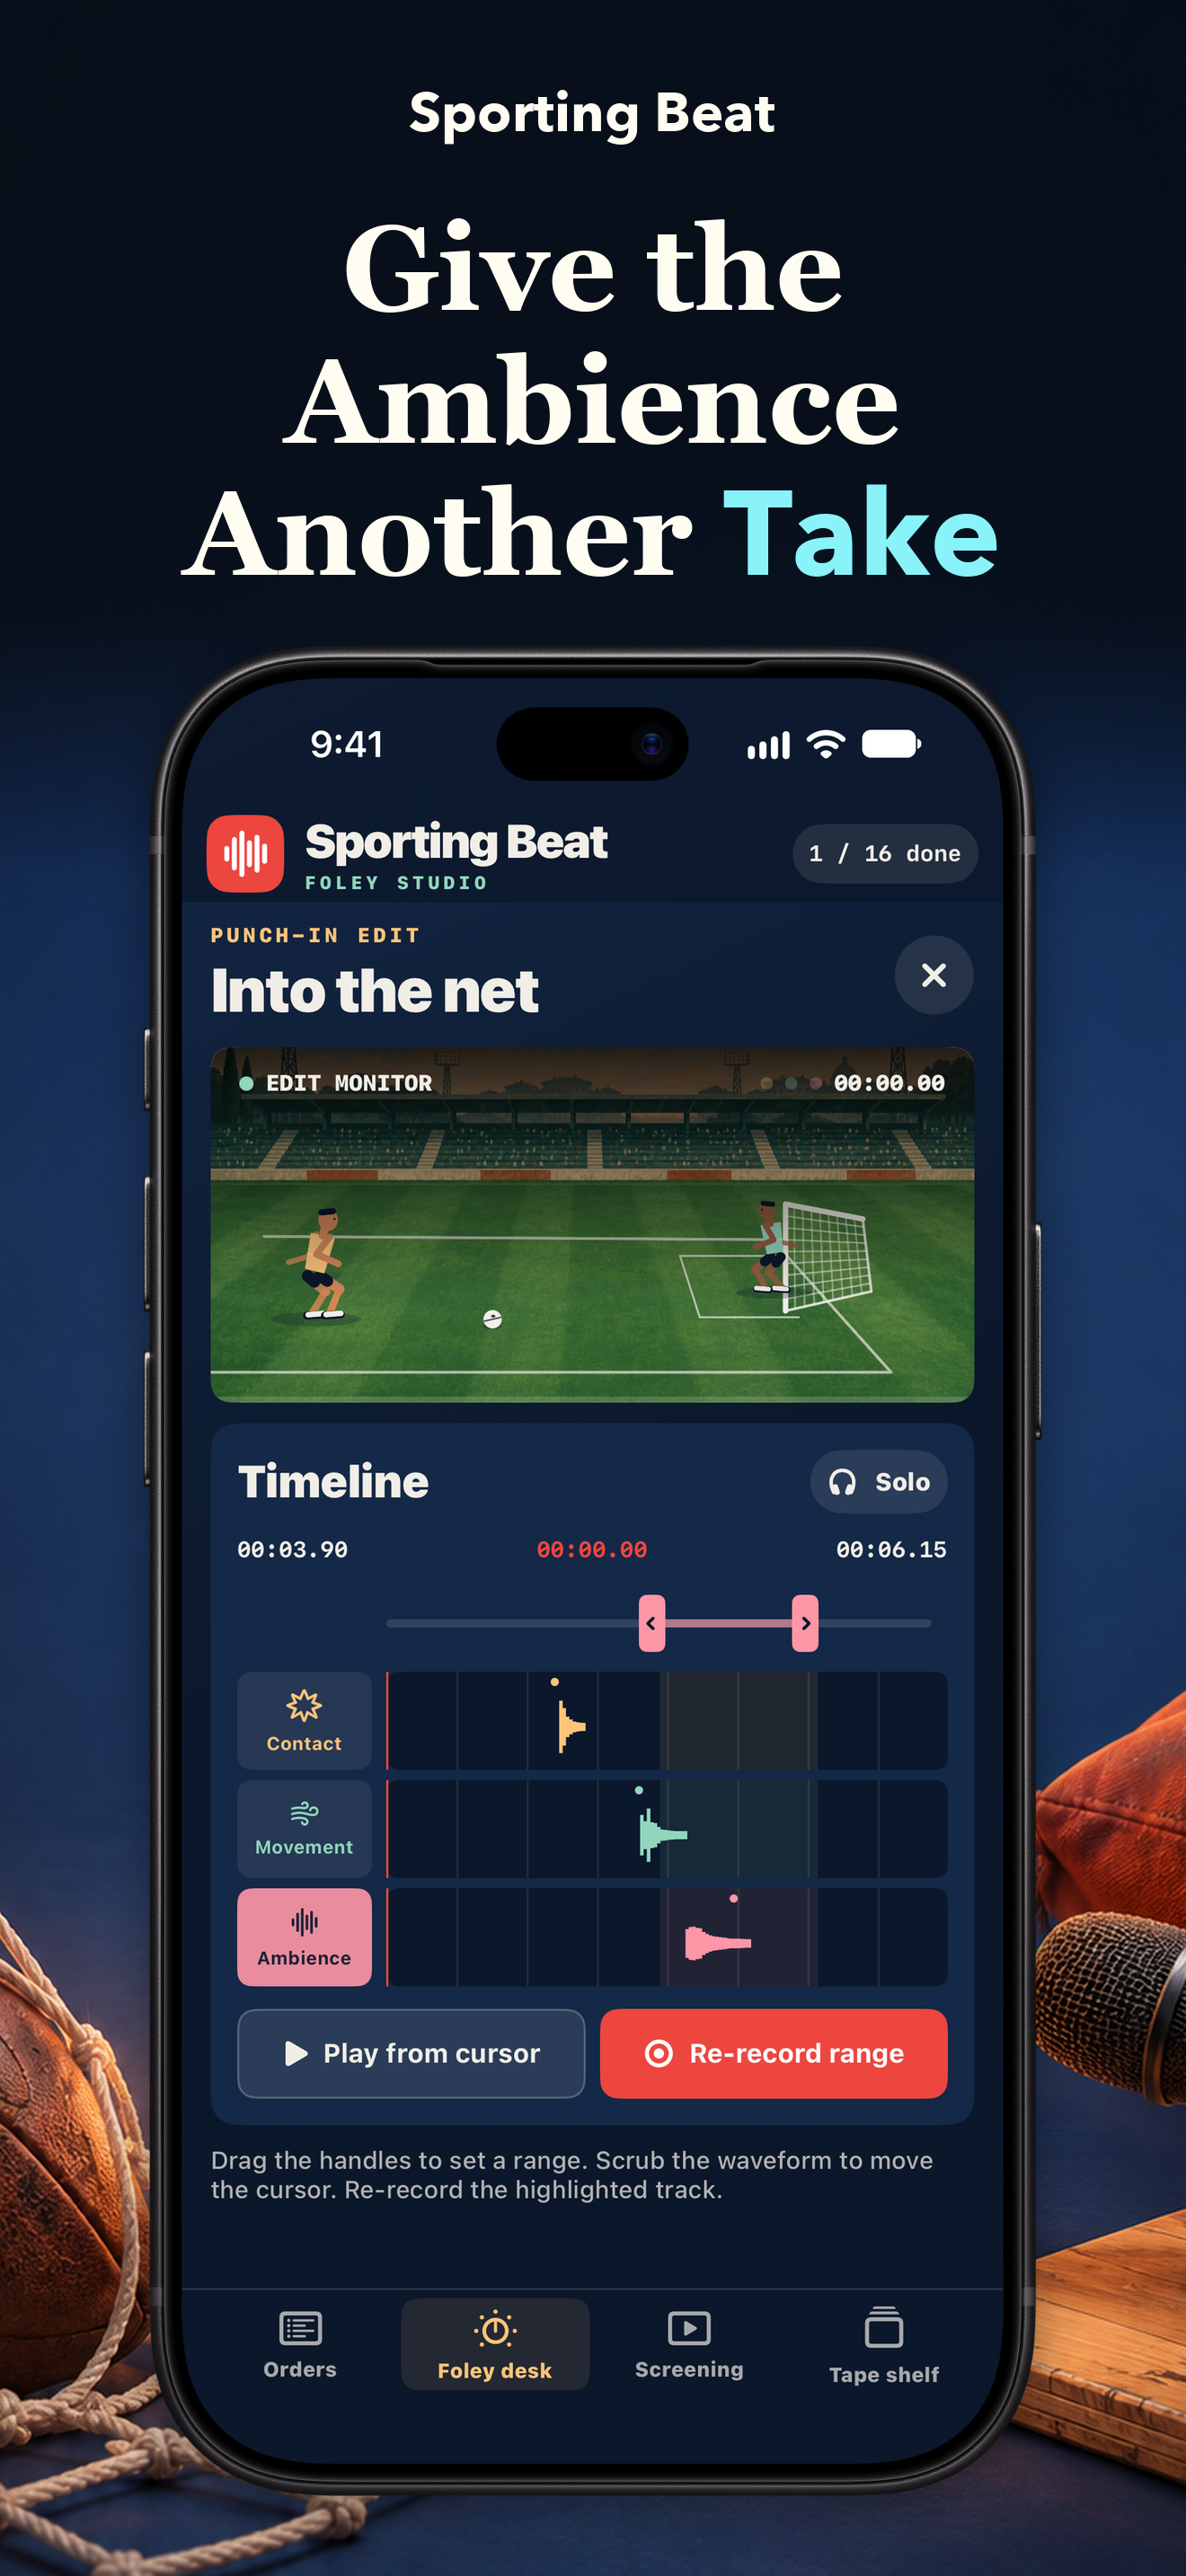 Sporting Beat
Give the
Ambience
Another Take
9:41
Sporting Beat
FOLEY STUDIO
1 / 16 done
PUNCH-IN EDIT
Into the net
EDIT MONITOR
00:00.00
Timeline
Solo
00:03.90
00:00.00
00:06.15
Contact
Movement
Ambience
Play from cursor
Re-record range
Drag the handles to set a range. Scrub the waveform to move
the cursor. Re-record the highlighted track.
Orders
Foley desk
Screening
Tape shelf